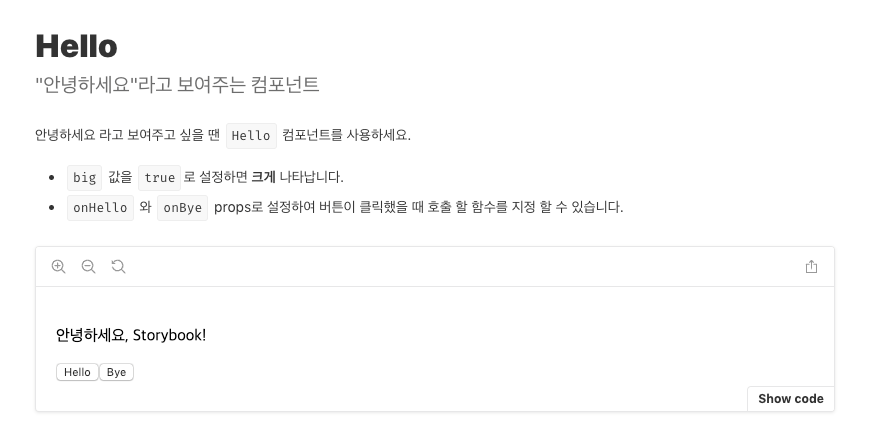 Hello
"안녕하세요"라고 보여주는 컴포넌트
안녕하세요 라고 보여주고 싶을 땐 Hello 컴포넌트를 사용하세요.
big 값을 true 로 설정하면 크게 나타납니다.
onHello 와 onBye props로 설정하여 버튼이 클릭했을 때 호출 할 함수를 지정 할 수 있습니다.
안녕하세요, Storybook!
Hello Bye
Show code